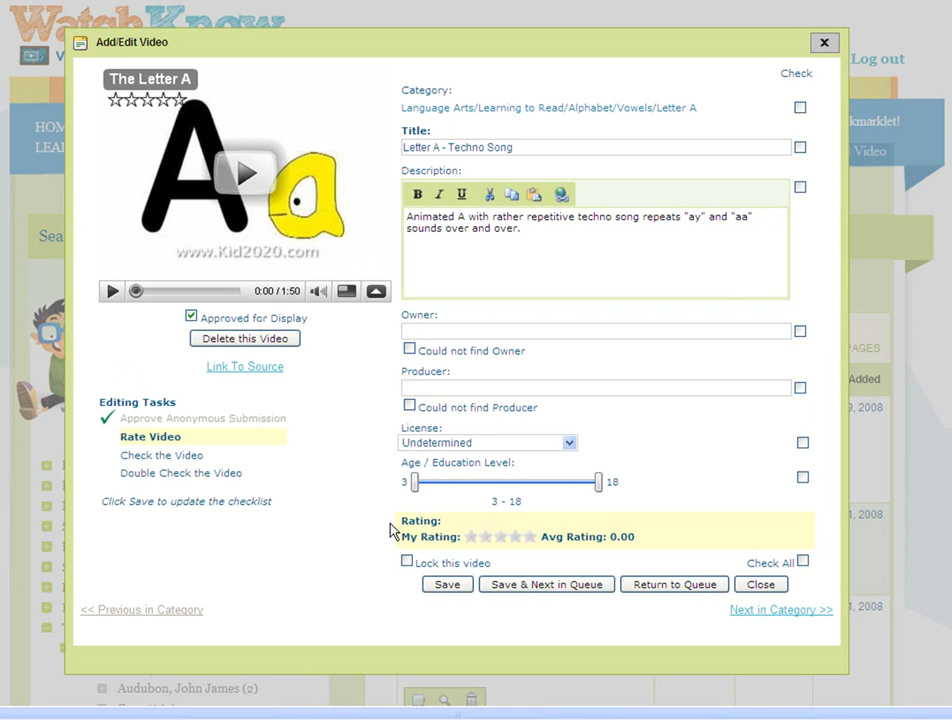 WatchKnow
V
Log out
HOM
LEAR
kmarklet!
Video
Sea
PAGES
Added
9, 2008
1, 2008
1, 2008
Audubon, John James (2)
Add/Edit Video
X
The Letter A
A a
www.Kid2020.com
0:00 / 1:50
Approved for Display
Delete this Video
Link To Source
Editing Tasks
Approve Anonymous Submission
Rate Video
Check the Video
Double Check the Video
Click Save to update the checklist
<< Previous in Category
Check
Category:
Language Arts/Learning to Read/Alphabet/Vowels/Letter A
Title:
Letter A - Techno Song
Description:
B I U
Animated A with rather repetitive techno song repeats "ay" and "aa"
sounds over and over.
Owner:
Could not find Owner
Producer:
Could not find Producer
License:
Undetermined
Age / Education Level:
3 18
3 - 18
Rating:
My Rating: Avg Rating: 0.00
Lock this video Check All
Save Save & Next in Queue Return to Queue Close
Next in Category >>